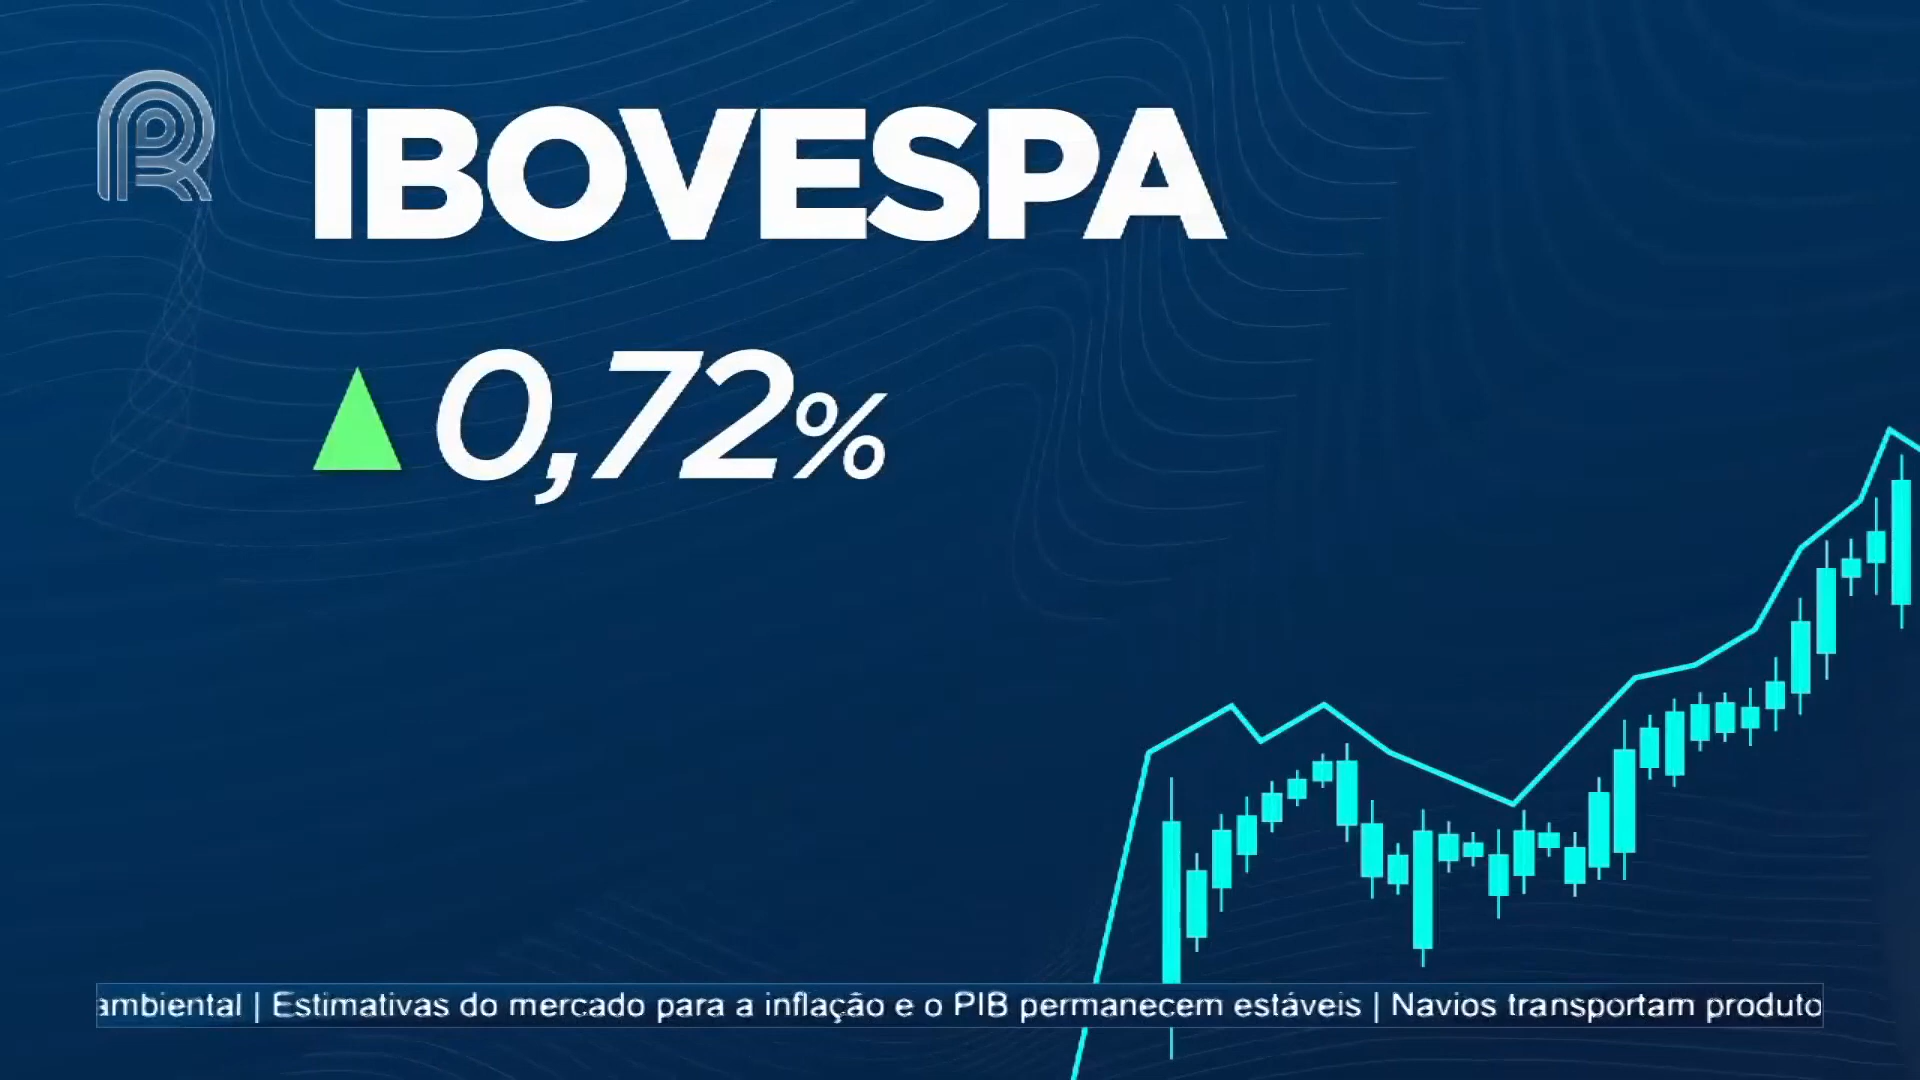 IBOVESPA
0,72%
ambiental | Estimativas do mercado para a inflação e o PIB permanecem estáveis | Navios transportam produto